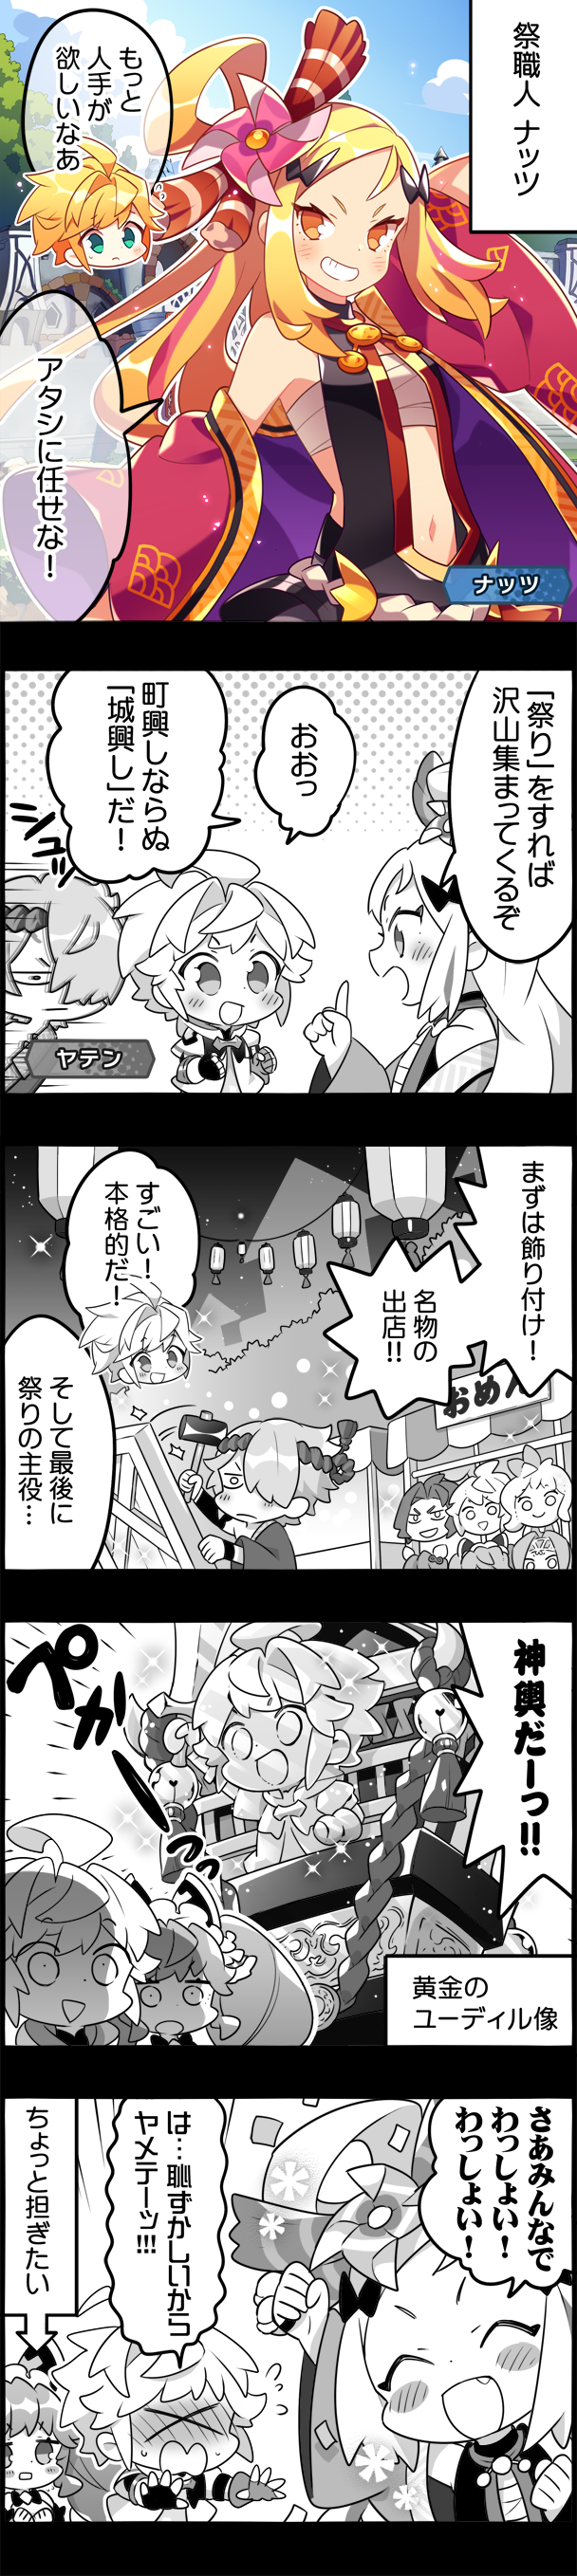 祭職人 ナッツ
もっと
人手が
欲しいなあ
アタシに任せな！
ナッツ
「祭り」をすれば
沢山集まってくるぞ
おおっ
町興しならぬ
「城興し」だ！
シュッ
ヤテン
まずは飾り付け！
名物の
出店!!
おめん
すごい！
本格的だ！
そして最後に
祭りの主役…
神輿だーっ!!
ペカーっっ
黄金の
ユーディル像
さあみんなで
わっしょい！
わっしょい！
は…恥ずかしいから
ヤメテーッ!!!
ちょっと担ぎたい